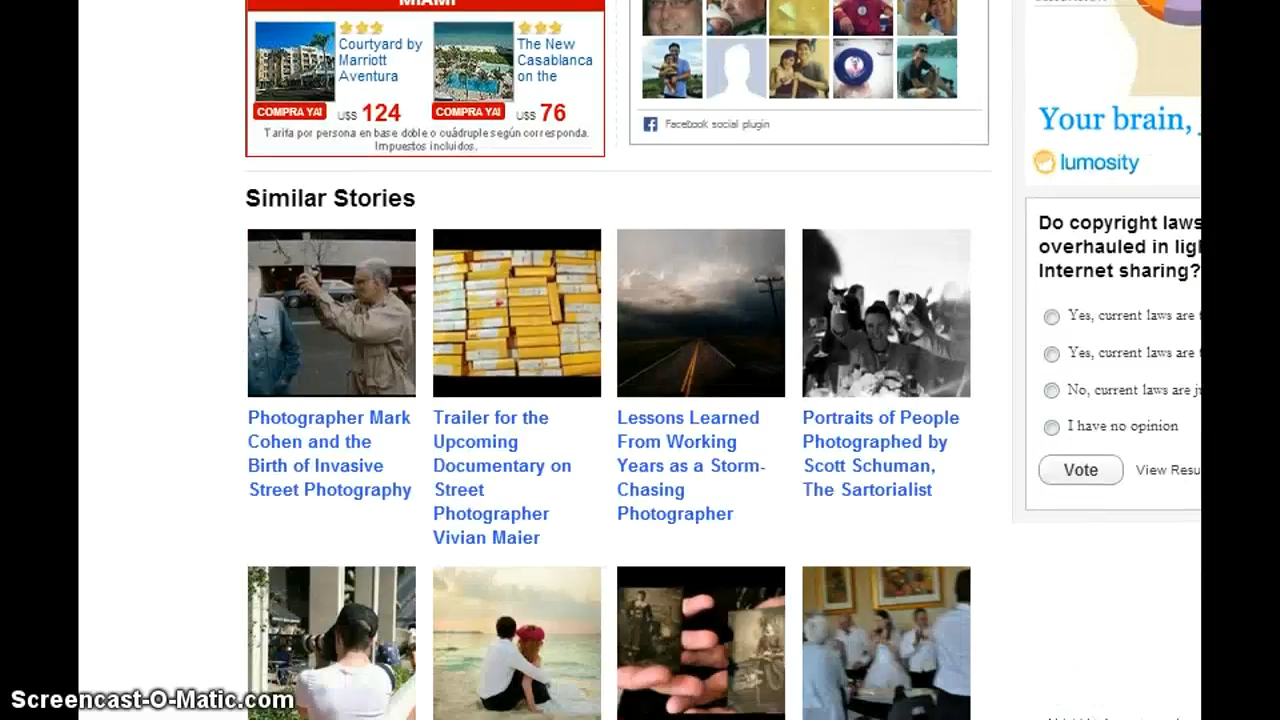 MIAMI
Courtyard by
Marriott
Aventura
COMPRA YA!
US$ 124
The New
Casablanca
on the
COMPRA YA!
US$ 76
Tarifa por persona en base doble o cuádruple según corresponda.
Impuestos incluidos.
Facebook social plugin
Your brain,
lumosity
Similar Stories
Photographer Mark
Cohen and the
Birth of Invasive
Street Photography
Trailer for the
Upcoming
Documentary on
Street
Photographer
Vivian Maier
Lessons Learned
From Working
Years as a Storm-
Chasing
Photographer
Portraits of People
Photographed by
Scott Schuman,
The Sartorialist
Do copyright laws
overhauled in lig
Internet sharing?
Yes, current laws are
Yes, current laws are
No, current laws are
I have no opinion
Vote
View Resu
Screencast-O-Matic.com